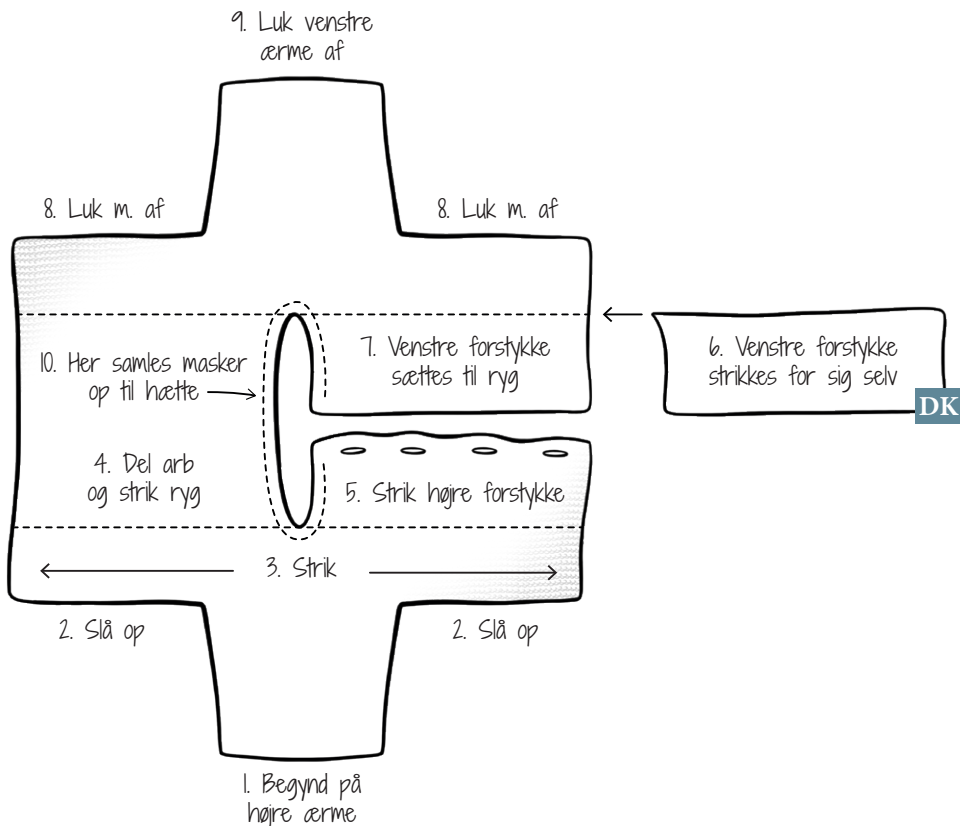 9. Luk venstre
ærme af
8. Luk m. af
8. Luk m. af
10. Her samles masker
op til hætte
7. Venstre forstykke
sættes til ryg
6. Venstre forstykke
strikkes for sig selv
DK
4. Del arb
og strik ryg
5. Strik højre forstykke
3. Strik
2. Slå op
2. Slå op
1. Begynd på
højre ærme